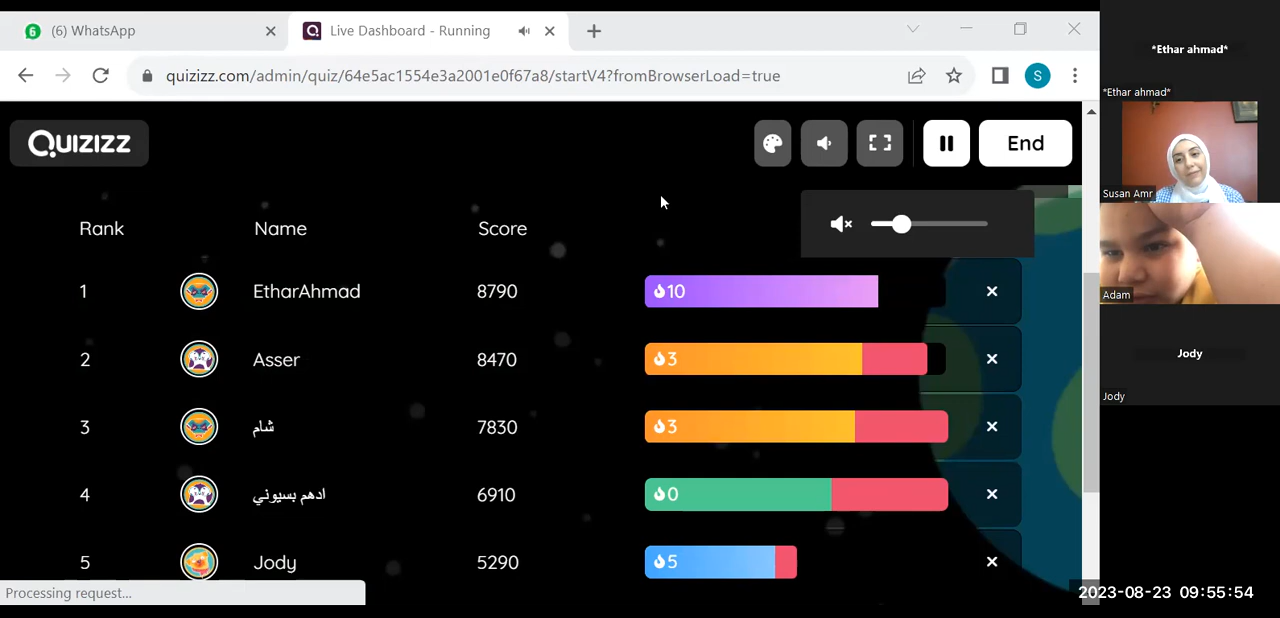 6 (6) WhatsApp Live Dashboard - Running
quizizz.com/admin/quiz/64e5ac1554e3a2001e0f67a8/startV4?fromBrowserLoad=true S
*Ethar ahmad*
*Ethar ahmad*
Quizizz End
Susan Amr
Rank Name Score
1 EtharAhmad 8790 10
Adam
2 Asser 8470 3
Jody
Jody
3 شام 7830 3
4 ادهم بسيوني 6910 0
5 Jody 5290 5
Processing request...
2023-08-23 09:55:54